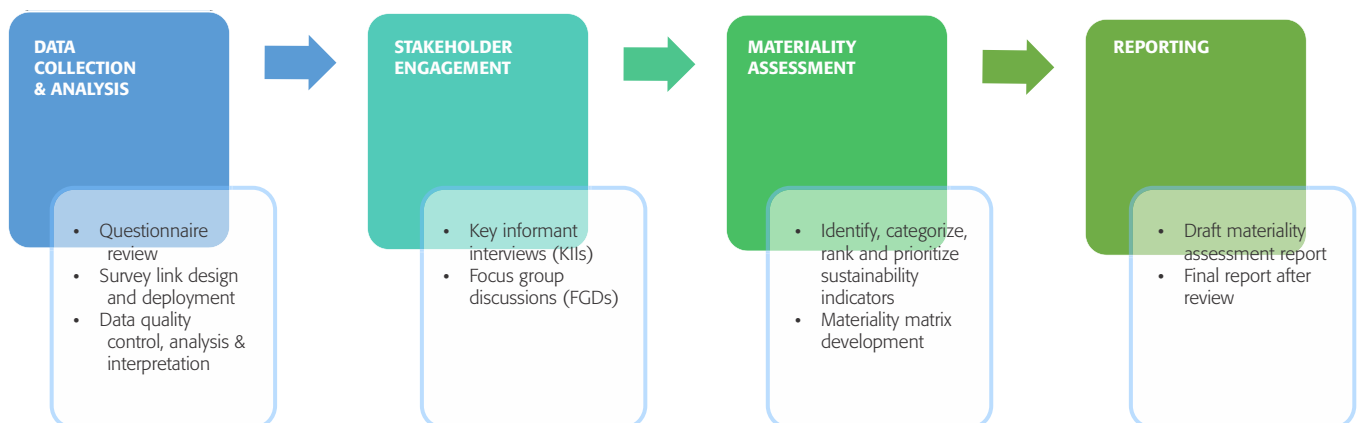 DATA
COLLECTION
& ANALYSIS
• Questionnaire
review
• Survey link design
and deployment
• Data quality
control, analysis &
interpretation
STAKEHOLDER
ENGAGEMENT
• Key informant
interviews (KIIs)
• Focus group
discussions (FGDs)
MATERIALITY
ASSESSMENT
• Identify, categorize,
rank and prioritize
sustainability
indicators
• Materiality matrix
development
REPORTING
• Draft materiality
assessment report
• Final report after
review